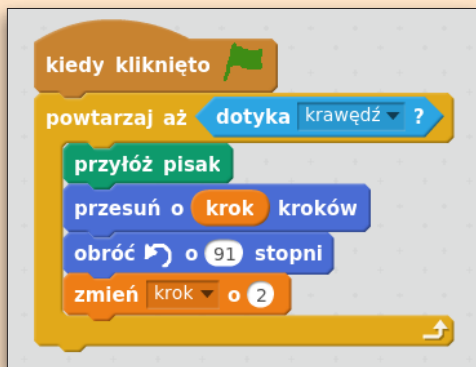 kiedy kliknięto
powtarzaj aż dotyka krawędź ?
przyłóż pisak
przesuń o krok kroków
obróć o 91 stopni
zmień krok o 2